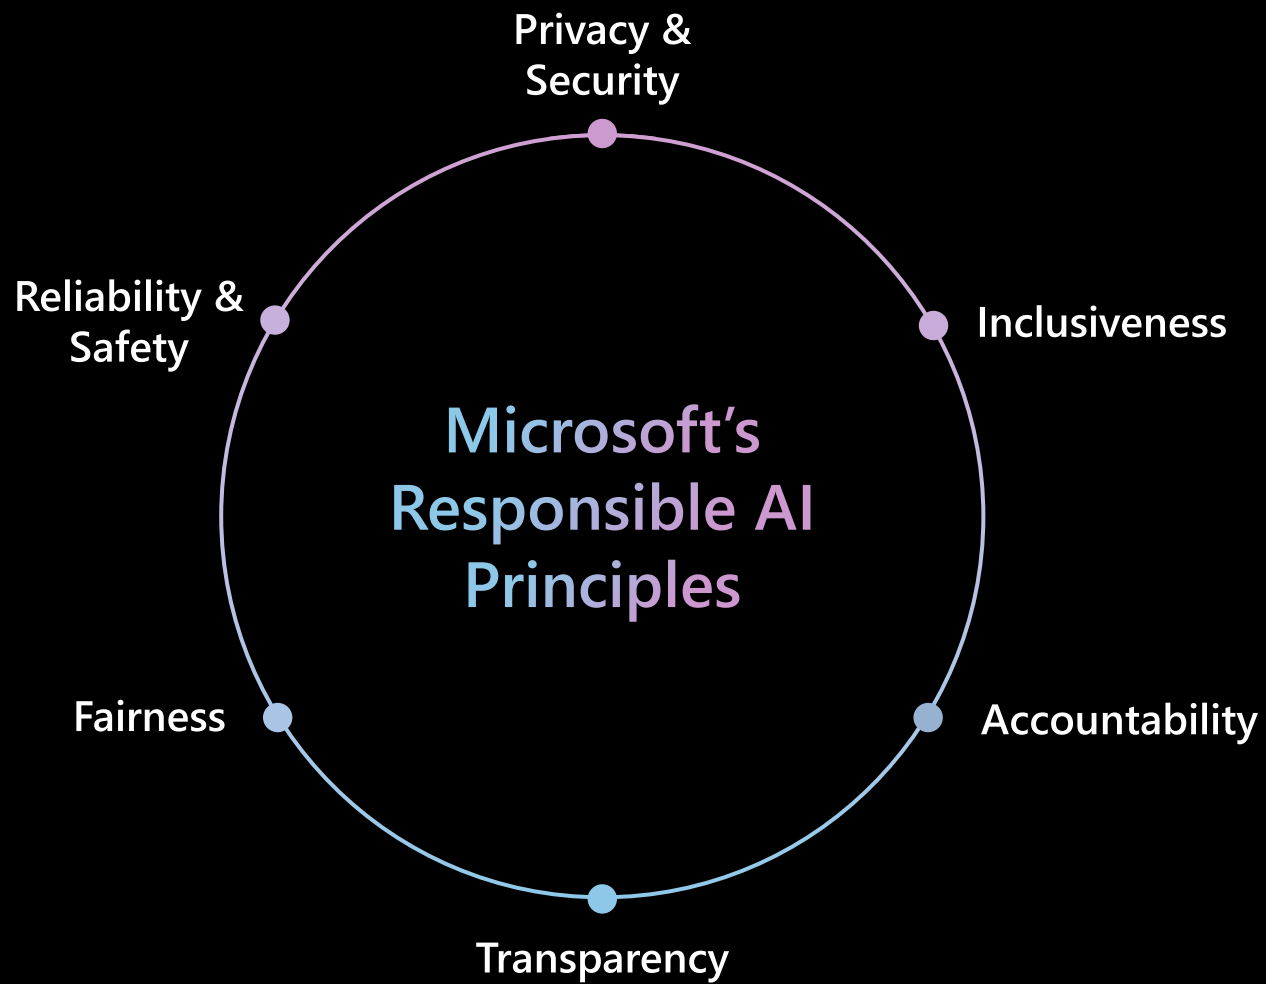 Privacy &
Security
Reliability &
Safety
Inclusiveness
Microsoft’s
Responsible AI
Principles
Fairness
Accountability
Transparency